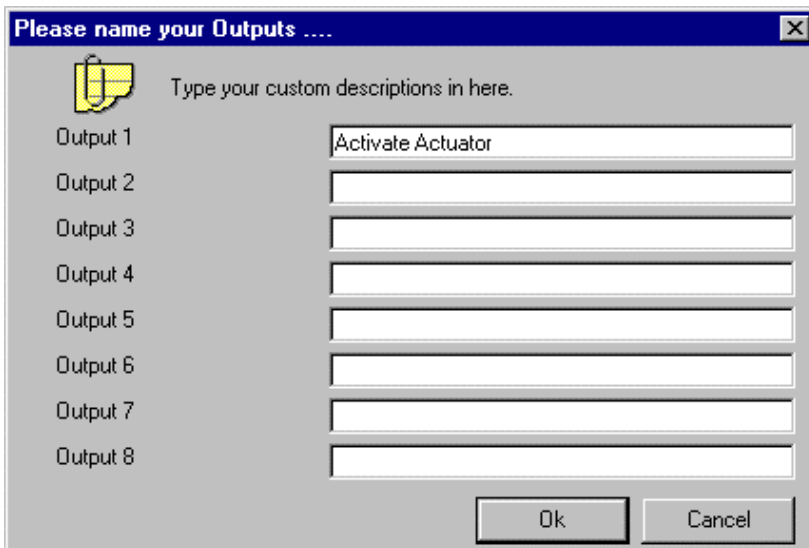 Please name your Outputs ....
Type your custom descriptions in here.
Output 1 Activate Actuator
Output 2
Output 3
Output 4
Output 5
Output 6
Output 7
Output 8
Ok Cancel